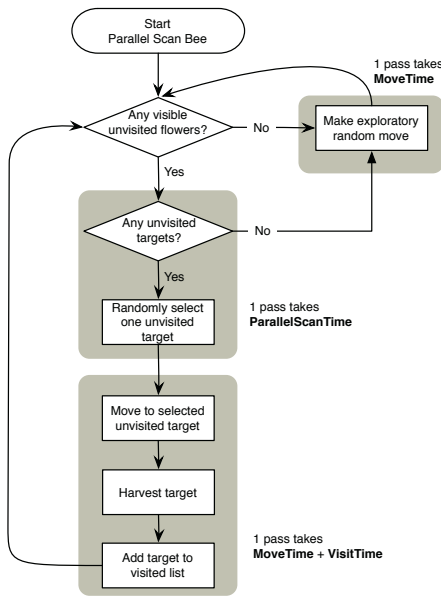 Start
Parallel Scan Bee
1 pass takes
MoveTime
Any visible
unvisited flowers?
No
Make exploratory
random move
Yes
Any unvisited
targets?
No
Yes
Randomly select
one unvisited
target
1 pass takes
ParallelScanTime
Move to selected
unvisited target
Harvest target
1 pass takes
MoveTime + VisitTime
Add target to
visited list